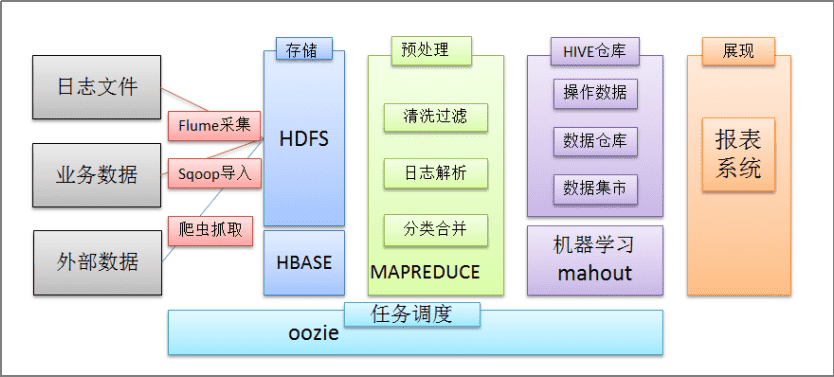 日志文件
业务数据
外部数据
Flume采集
Sqoop导入
爬虫抓取
存储
HDFS
HBASE
预处理
清洗过滤
日志解析
分类合并
MAPREDUCE
HIVE仓库
操作数据
数据仓库
数据集市
机器学习
mahout
展现
报表
系统
任务调度
oozie